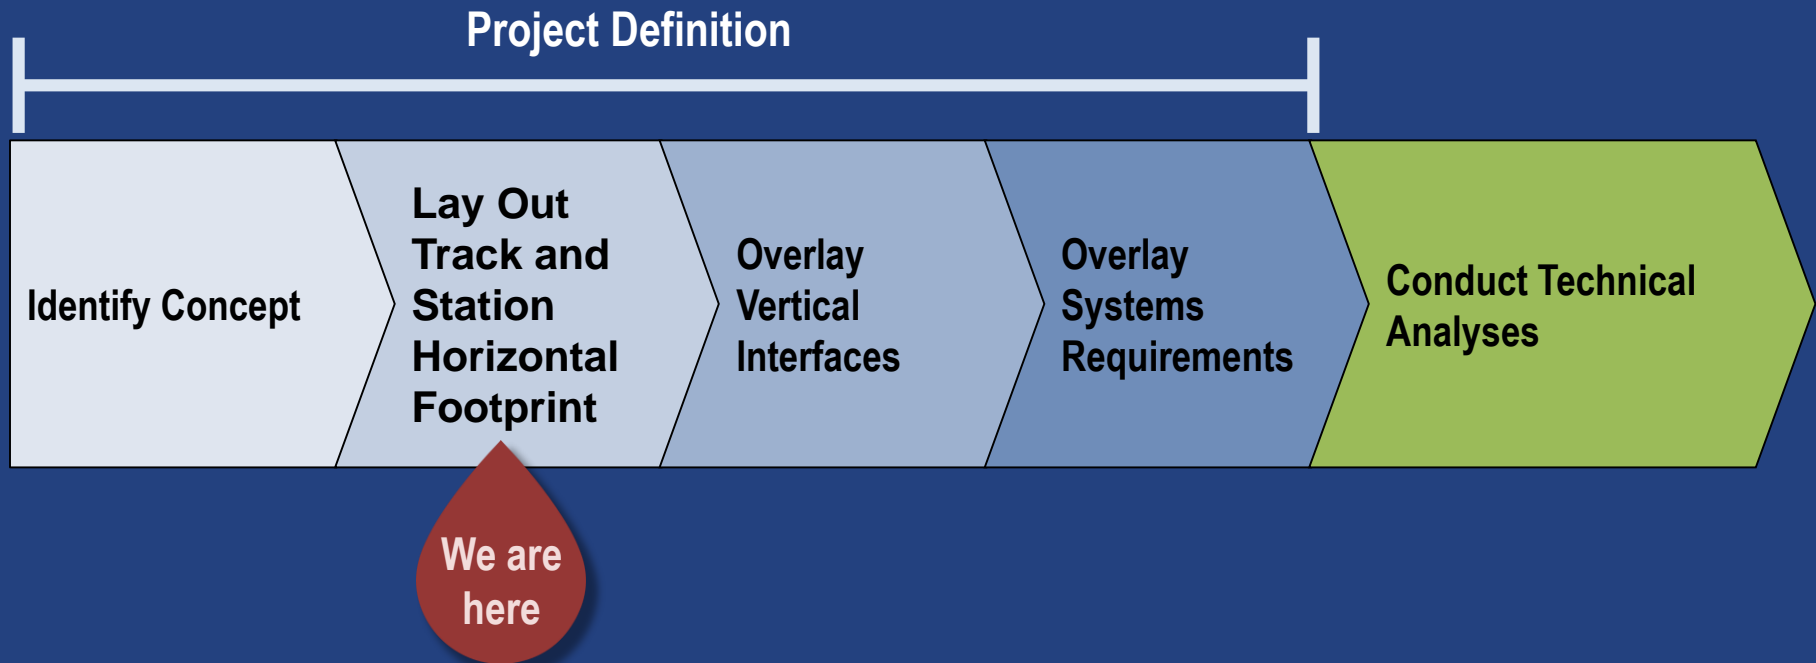 Project Definition
Identify Concept
Lay Out
Track and
Station
Horizontal
Footprint
Overlay
Vertical
Interfaces
Overlay
Systems
Requirements
Conduct Technical
Analyses
We are
here